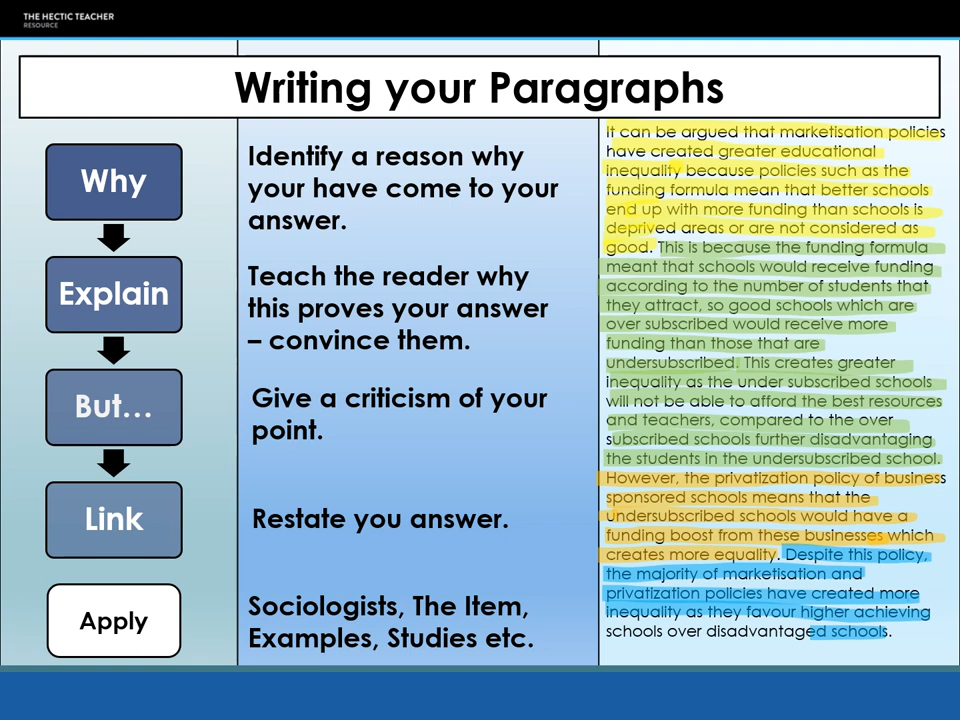 THE HECTIC TEACHER
RESOURCE
Writing your Paragraphs
Why
Identify a reason why
your have come to your
answer.
Explain
Teach the reader why
this proves your answer
– convince them.
But…
Give a criticism of your
point.
Link
Restate you answer.
Apply
Sociologists, The Item,
Examples, Studies etc.
It can be argued that marketisation policies
have created greater educational
inequality because policies such as the
funding formula mean that better schools
end up with more funding than schools is
deprived areas or are not considered as
good. This is because the funding formula
meant that schools would receive funding
according to the number of students that
they attract, so good schools which are
over subscribed would receive more
funding than those that are
undersubscribed. This creates greater
inequality as the under subscribed schools
will not be able to afford the best resources
and teachers, compared to the over
subscribed schools further disadvantaging
the students in the undersubscribed school.
However, the privatization policy of business
sponsored schools means that the
undersubscribed schools would have a
funding boost from these businesses which
creates more equality. Despite this policy,
the majority of marketisation and
privatization policies have created more
inequality as they favour higher achieving
schools over disadvantaged schools.